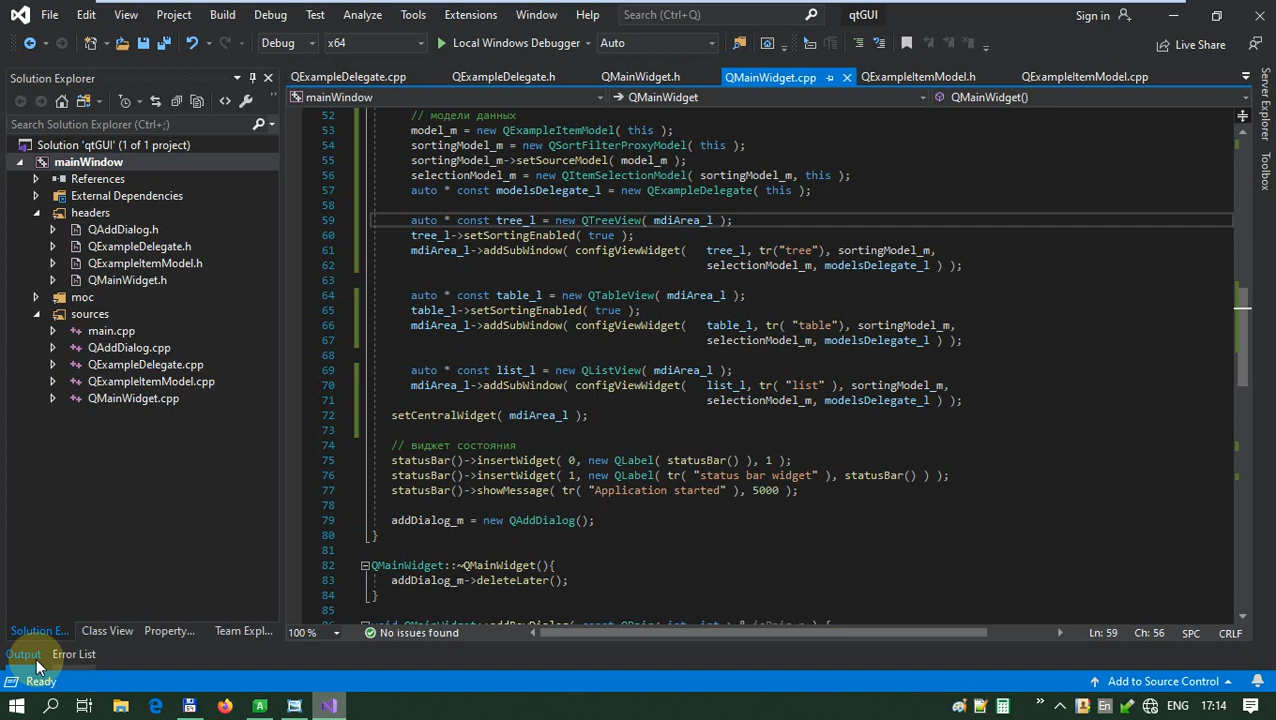 File Edit View Project Build Debug Test Analyze Tools Extensions Window Help Search (Ctrl+Q) qtGUI Sign in
Debug x64 Local Windows Debugger Auto Live Share
Solution Explorer
Search Solution Explorer (Ctrl+;)
Solution 'qtGUI' (1 of 1 project)
mainWindow
References
External Dependencies
headers
QAddDialog.h
QExampleDelegate.h
QExampleItemModel.h
QMainWidget.h
moc
sources
main.cpp
QAddDialog.cpp
QExampleDelegate.cpp
QExampleItemModel.cpp
QMainWidget.cpp
Solution E... Class View Property... Team Expl...
QExampleDelegate.cpp QExampleDelegate.h QMainWidget.h QMainWidget.cpp QExampleItemModel.h QExampleItemModel.cpp
mainWindow QMainWidget QMainWidget()
52 // модели данных
53 model_m = new QExampleItemModel( this );
54 sortingModel_m = new QSortFilterProxyModel( this );
55 sortingModel_m->setSourceModel( model_m );
56 selectionModel_m = new QItemSelectionModel( sortingModel_m, this );
57 auto * const modelsDelegate_l = new QExampleDelegate( this );
58
59 auto * const tree_l = new QTreeView( mdiArea_l );
60 tree_l->setSortingEnabled( true );
61 mdiArea_l->addSubWindow( configViewWidget( tree_l, tr("tree"), sortingModel_m,
62 selectionModel_m, modelsDelegate_l ) );
63
64 auto * const table_l = new QTableView( mdiArea_l );
65 table_l->setSortingEnabled( true );
66 mdiArea_l->addSubWindow( configViewWidget( table_l, tr( "table"), sortingModel_m,
67 selectionModel_m, modelsDelegate_l ) );
68
69 auto * const list_l = new QListView( mdiArea_l );
70 mdiArea_l->addSubWindow( configViewWidget( list_l, tr( "list" ), sortingModel_m,
71 selectionModel_m, modelsDelegate_l ) );
72 setCentralWidget( mdiArea_l );
73
74 // виджет состояния
75 statusBar()->insertWidget( 0, new QLabel( statusBar() ), 1 );
76 statusBar()->insertWidget( 1, new QLabel( tr( "status bar widget" ), statusBar() ) );
77 statusBar()->showMessage( tr( "Application started" ), 5000 );
78
79 addDialog_m = new QAddDialog();
80 }
81
82 QMainWidget::~QMainWidget(){
83 addDialog_m->deleteLater();
84 }
85
100 % No issues found Ln: 59 Ch: 56 SPC CRLF
Server Explorer
Toolbox
Output Error List
Ready Add to Source Control
En ENG 17:14